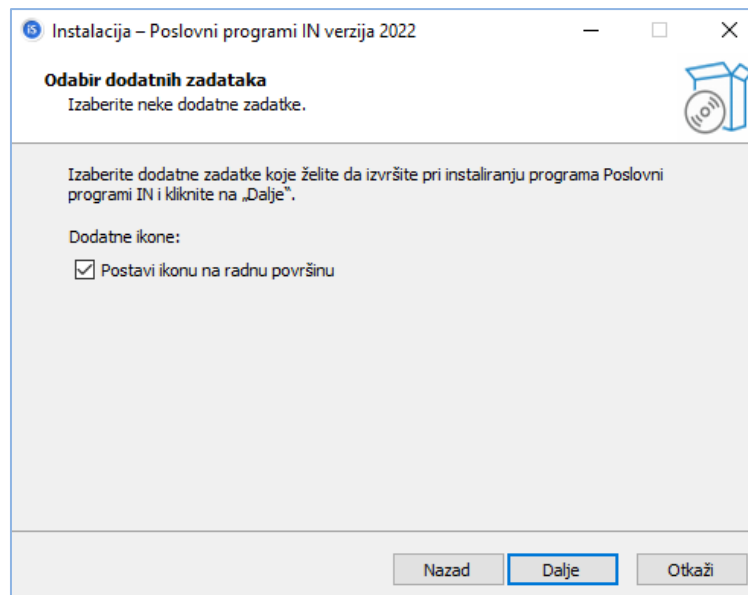 iS Instalacija – Poslovni programi IN verzija 2022
Odabir dodatnih zadataka
Izaberite neke dodatne zadatke.
Izaberite dodatne zadatke koje želite da izvršite pri instaliranju programa Poslovni
programi IN i kliknite na „Dalje“.
Dodatne ikone:
Postavi ikonu na radnu površinu
Nazad Dalje Otkaži